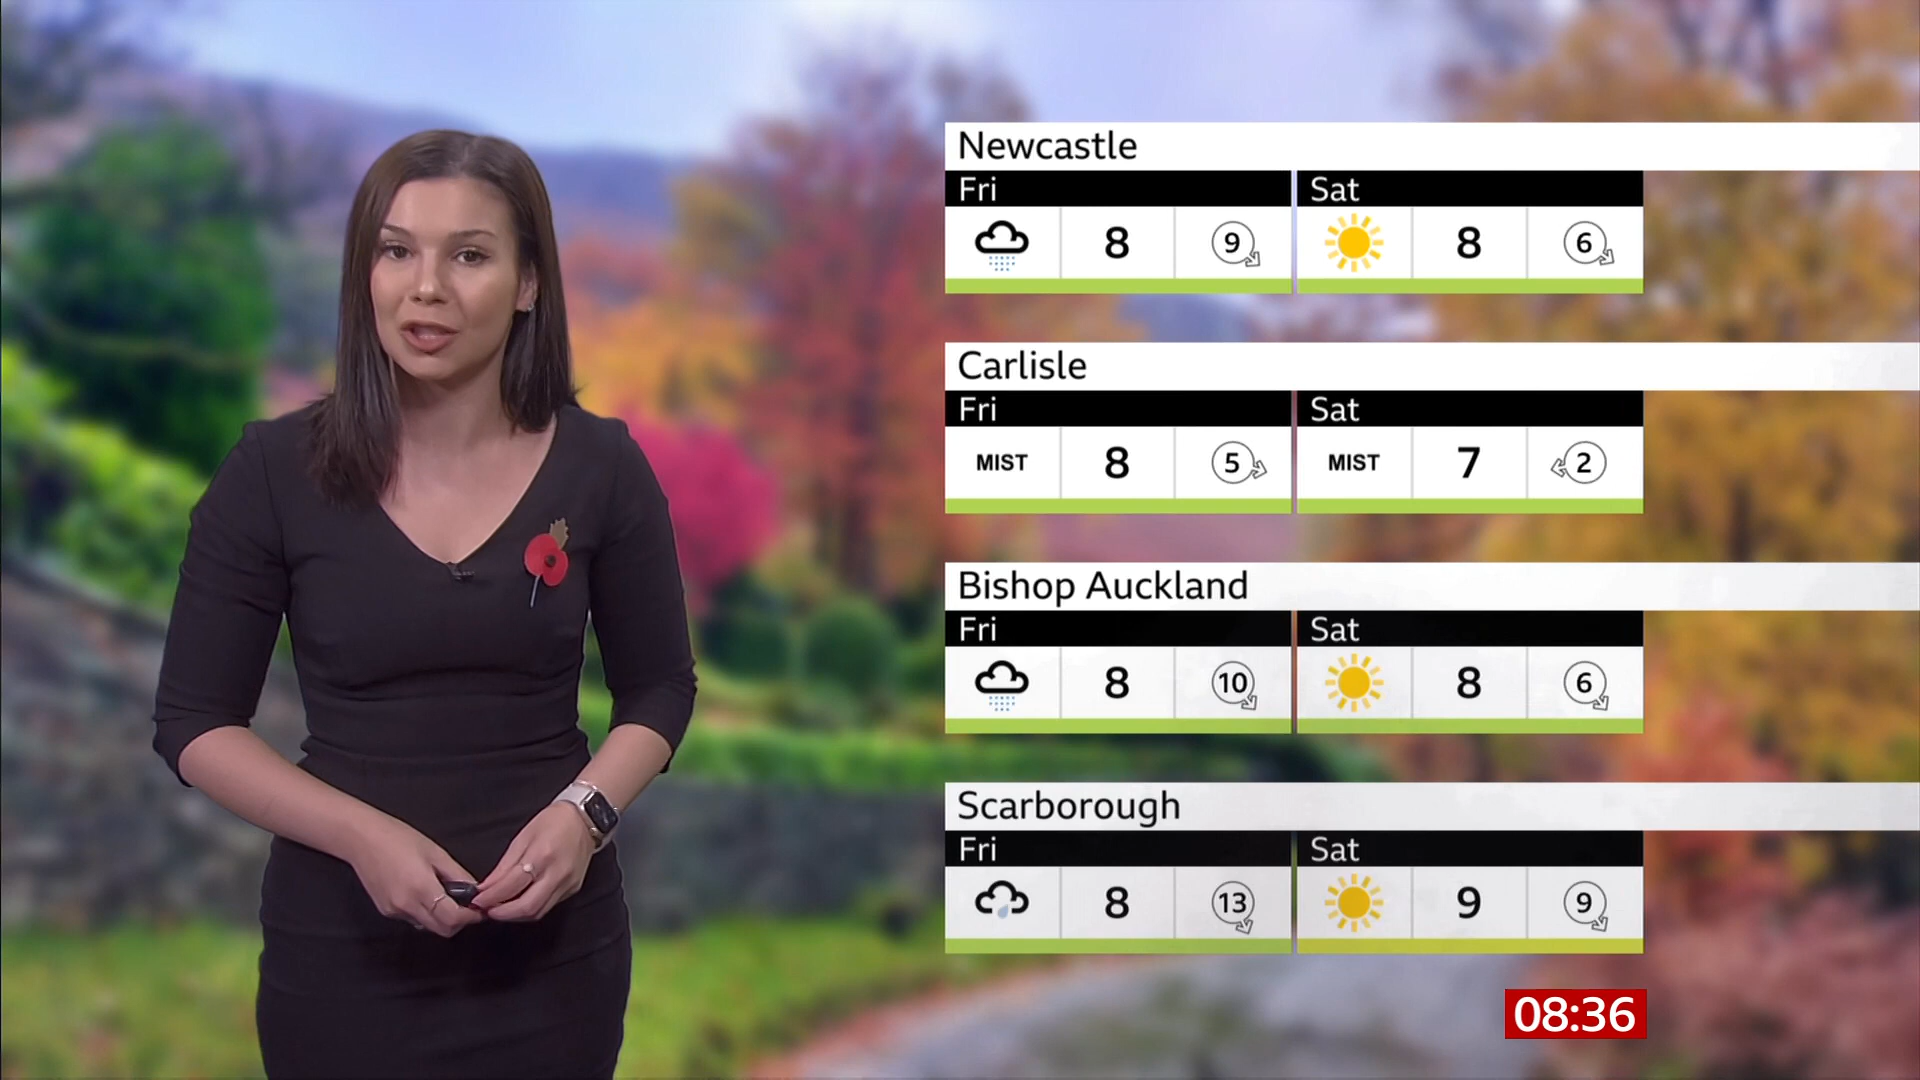 Newcastle
Fri Sat
8 9 8 6
Carlisle
Fri Sat
MIST 8 5 MIST 7 2
Bishop Auckland
Fri Sat
8 10 8 6
Scarborough
Fri Sat
8 13 9 9
08:36